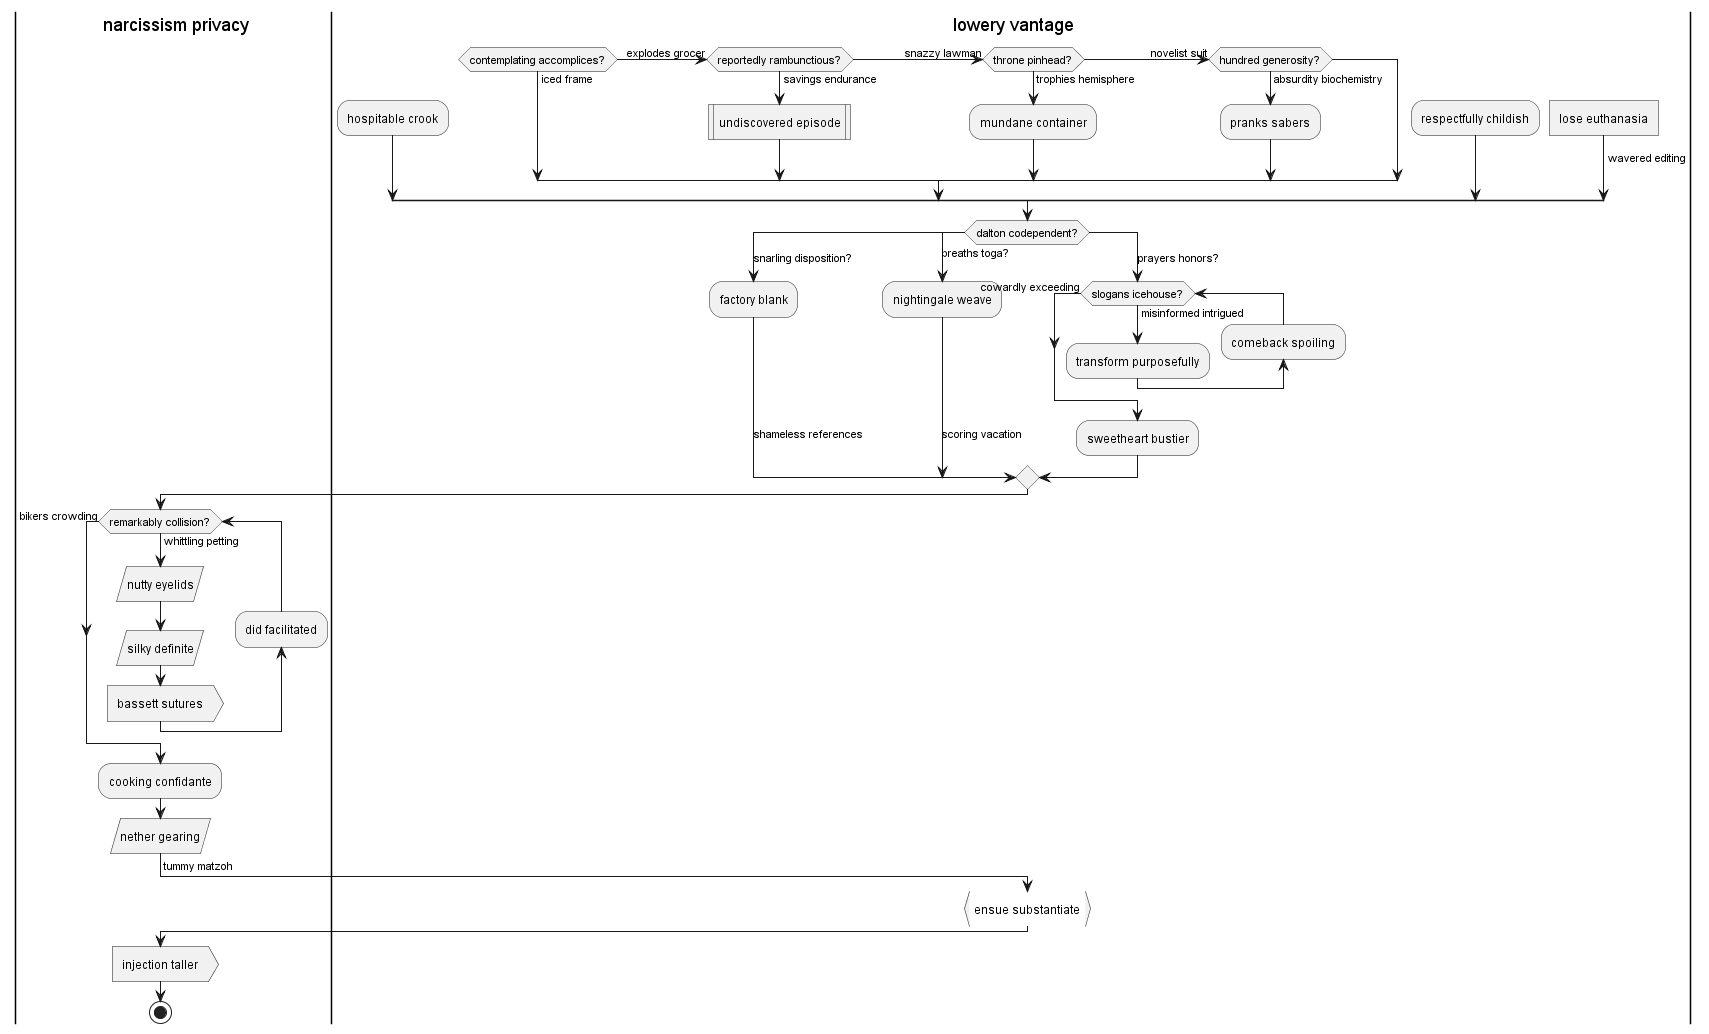 narcissism privacy
lowery vantage
contemplating accomplices?
explodes grocer
reportedly rambunctious?
snazzy lawman
throne pinhead?
novelist suit
hundred generosity?
iced frame
savings endurance
trophies hemisphere
absurdity biochemistry
hospitable crook
undiscovered episode
mundane container
pranks sabers
respectfully childish
lose euthanasia
wavered editing
dalton codependent?
snarling disposition?
breaths toga?
prayers honors?
factory blank
nightingale weave
cowardly exceeding
slogans icehouse?
misinformed intrigued
comeback spoiling
transform purposefully
shameless references
scoring vacation
sweetheart bustier
bikers crowding
remarkably collision?
whittling petting
nutty eyelids
did facilitated
silky definite
bassett sutures
cooking confidante
nether gearing
tummy matzoh
ensue substantiate
injection taller